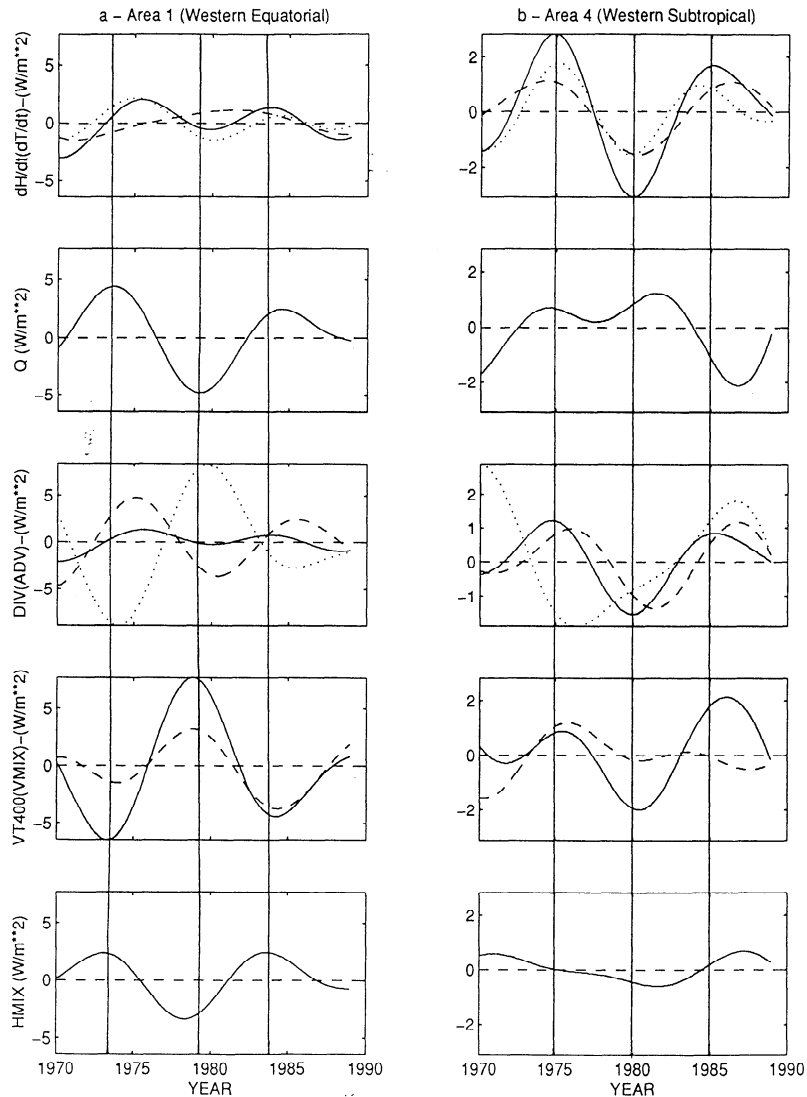 a – Area 1 (Western Equatorial)
b – Area 4 (Western Subtropical)
dH/dt(dT/dt)–(W/m**2)
5
0
−5
2
0
−2
Q (W/m**2)
5
0
−5
2
0
−2
DIV(ADV)–(W/m**2)
5
0
−5
2
1
0
−1
VT400(VMIX)–(W/m**2)
5
0
−5
2
0
−2
HMIX (W/m**2)
5
0
−5
2
0
−2
1970 1975 1980 1985 1990
YEAR
1970 1975 1980 1985 1990
YEAR